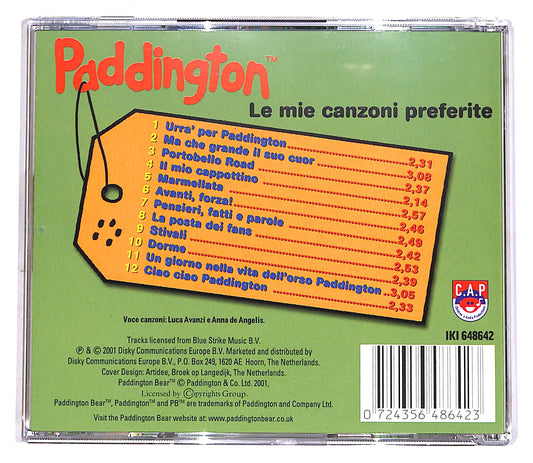 Paddington™
Le mie canzoni preferite
1 Urra' per Paddington 2,31
2 Ma che grande il suo cuor 3,08
3 Portobello Road 2,37
4 Il mio cappottino 2,14
5 Marmellata 2,57
6 Avanti, forza! 2,46
7 Pensieri, fatti e parole 2,49
8 La posta dei fans 2,42
9 Stivali 2,53
10 Dorme 2,39
11 Un giorno nella vita dell'orso Paddington 3,05
12 Ciao ciao Paddington 2,33
Voce canzoni: Luca Avanzi e Anna de Angelis.
C.A.P
IKI 648642
Tracks licensed from Blue Strike Music B.V.
℗ & © 2001 Disky Communications Europe B.V. Marketed and distributed by
Disky Communications Europe B.V., P.O. Box 249, 1620 AE Hoorn, The Netherlands.
Cover Design: Artidee, Broek op Langedijk, The Netherlands.
Paddington Bear™, © Paddington & Co. Ltd. 2001,
Licensed by ©opyrights Group.
Paddington Bear™, Paddington™ and PB™ are trademarks of Paddington and Company Ltd.
Visit the Paddington Bear website at: www.paddingtonbear.co.uk
0 724356 486423